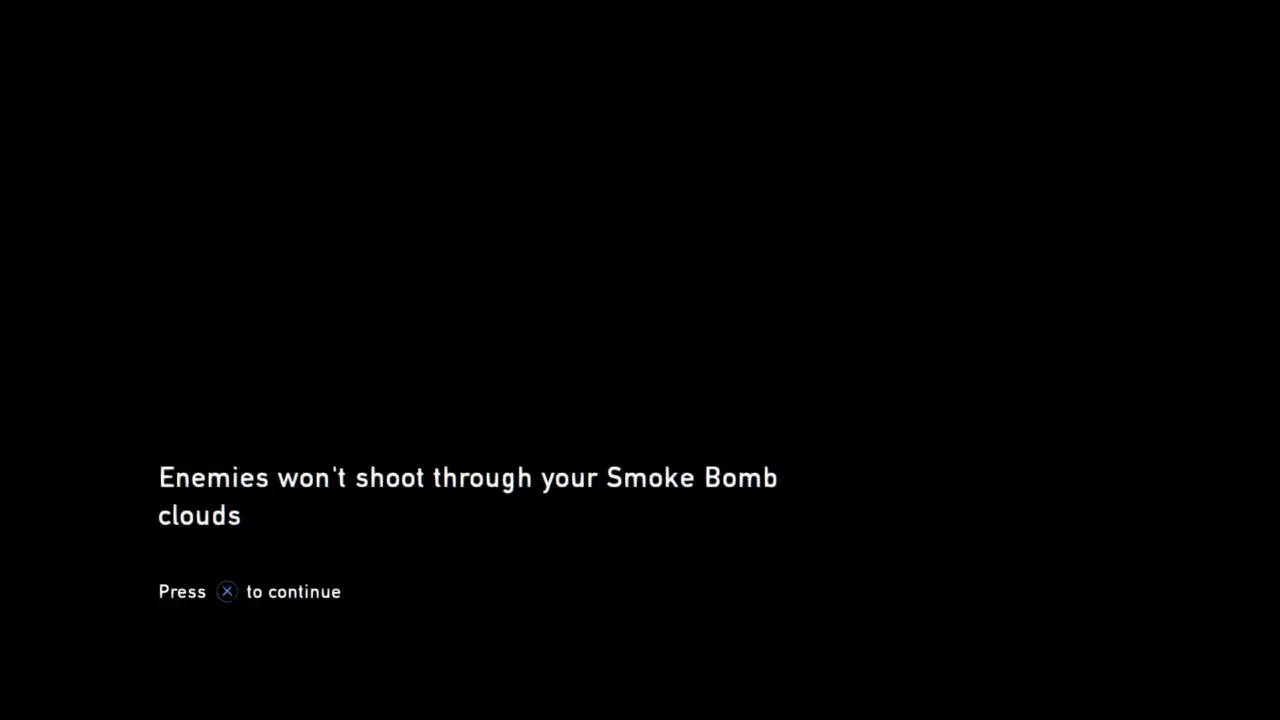 Enemies won't shoot through your Smoke Bomb
clouds
Press ⓧ to continue